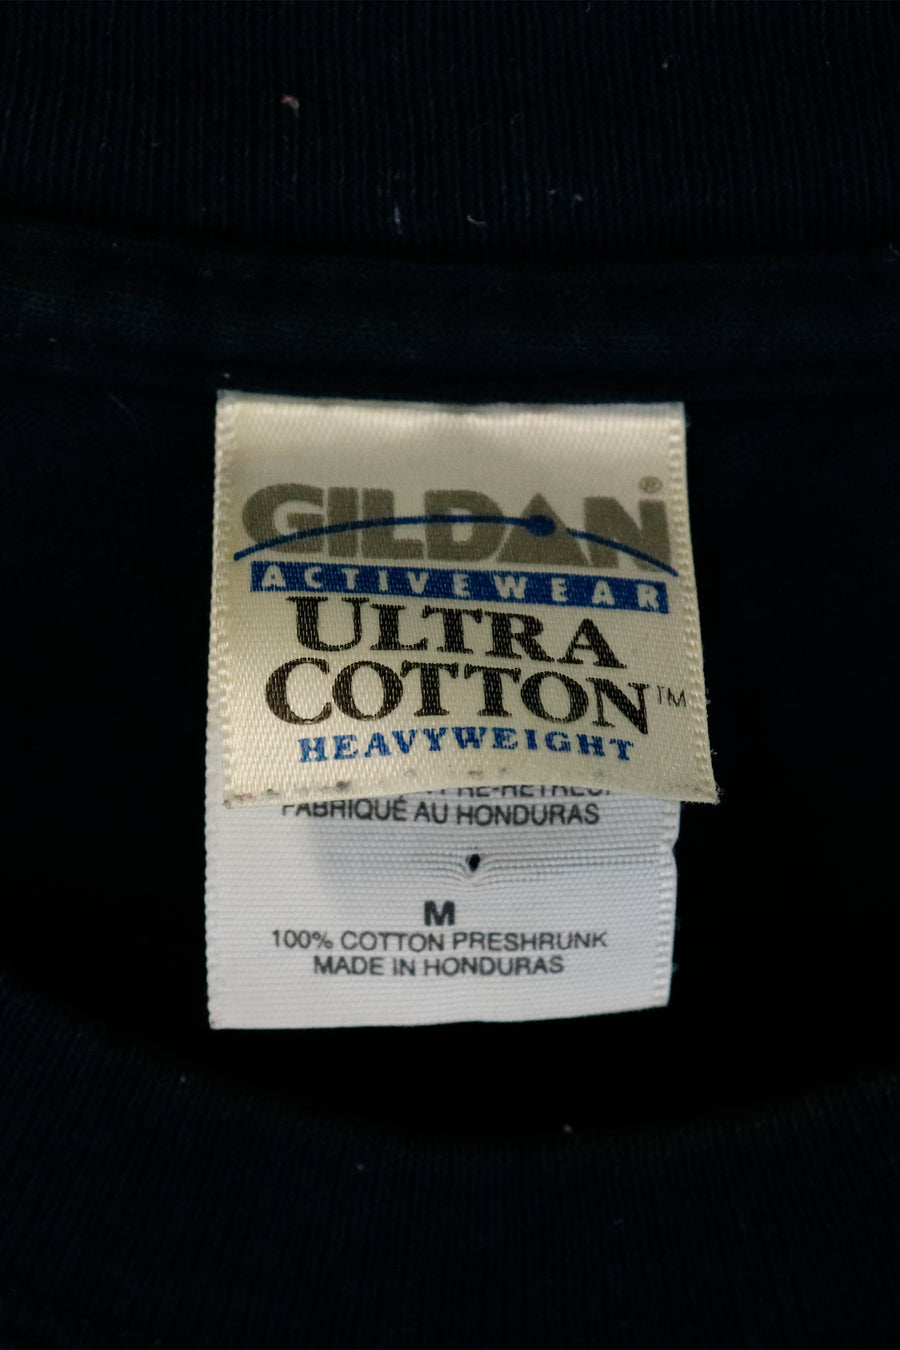 GILDAN®
ACTIVEWEAR
ULTRA
COTTON™
HEAVYWEIGHT
FABRIQUÉ AU HONDURAS
M
100% COTTON PRESHRUNK
MADE IN HONDURAS